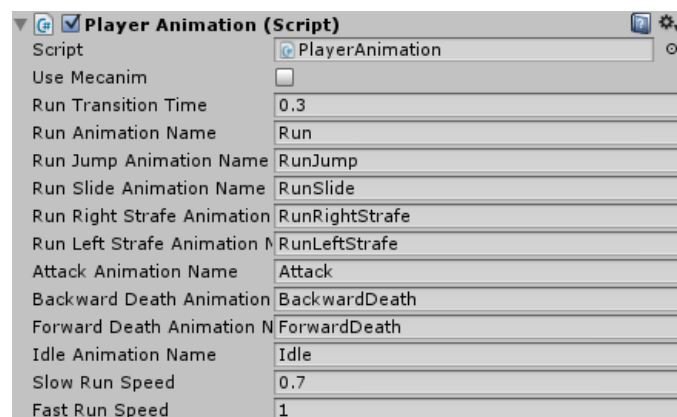 Player Animation (Script)
Script PlayerAnimation
Use Mecanim
Run Transition Time 0.3
Run Animation Name Run
Run Jump Animation Name RunJump
Run Slide Animation Name RunSlide
Run Right Strafe Animation RunRightStrafe
Run Left Strafe Animation N RunLeftStrafe
Attack Animation Name Attack
Backward Death Animation BackwardDeath
Forward Death Animation N ForwardDeath
Idle Animation Name Idle
Slow Run Speed 0.7
Fast Run Speed 1